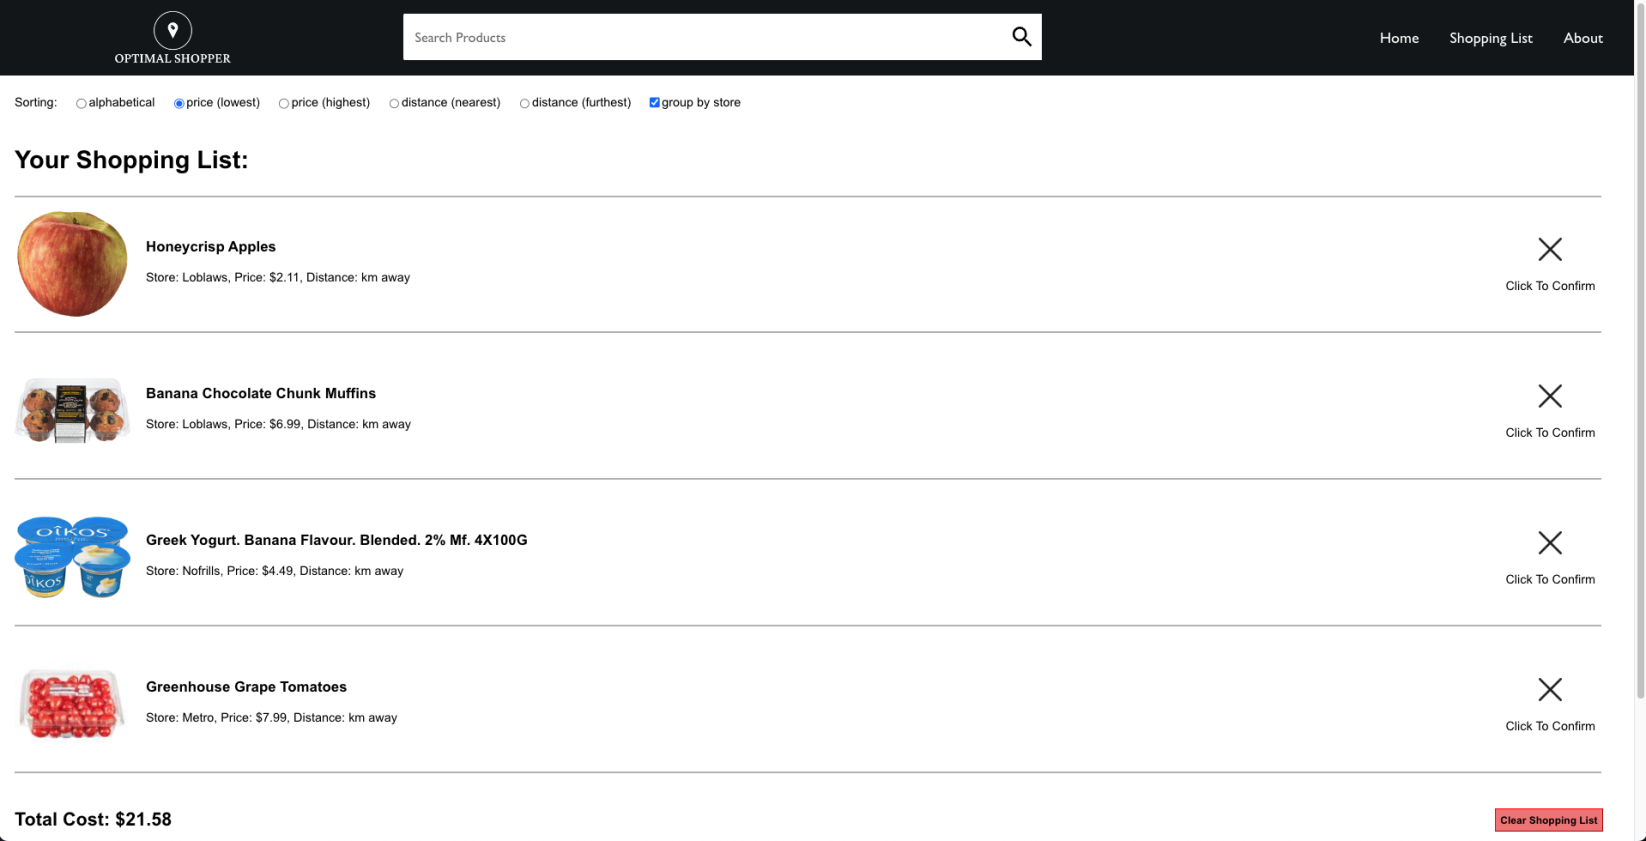 OPTIMAL SHOPPER
Search Products
Home Shopping List About
Sorting: alphabetical price (lowest) price (highest) distance (nearest) distance (furthest) group by store
Your Shopping List:
Honeycrisp Apples
Store: Loblaws, Price: $2.11, Distance: km away
Click To Confirm
Banana Chocolate Chunk Muffins
Store: Loblaws, Price: $6.99, Distance: km away
Click To Confirm
OIKOS
OIKOS
Greek Yogurt. Banana Flavour. Blended. 2% Mf. 4X100G
Store: Nofrills, Price: $4.49, Distance: km away
Click To Confirm
Greenhouse Grape Tomatoes
Store: Metro, Price: $7.99, Distance: km away
Click To Confirm
Total Cost: $21.58
Clear Shopping List